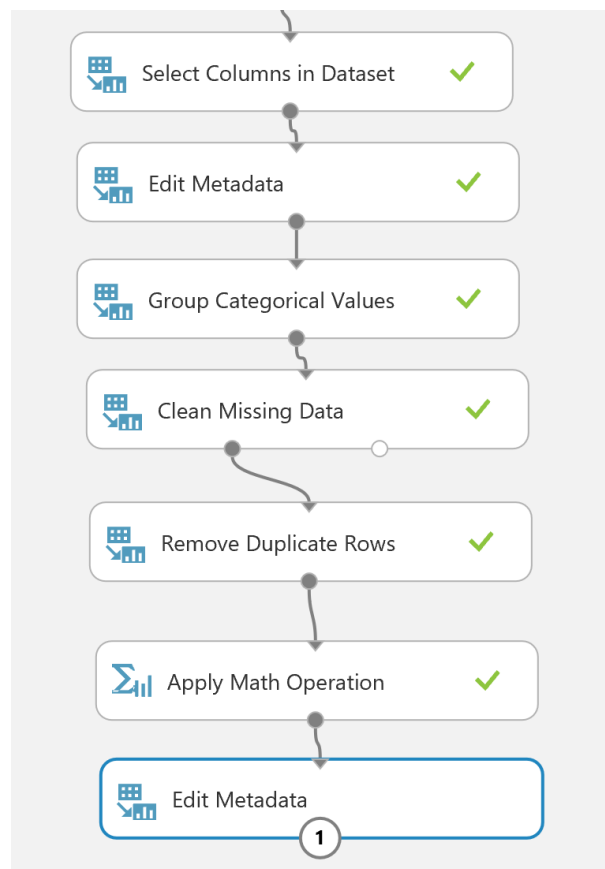 Select Columns in Dataset
Edit Metadata
Group Categorical Values
Clean Missing Data
Remove Duplicate Rows
Apply Math Operation
Edit Metadata
1